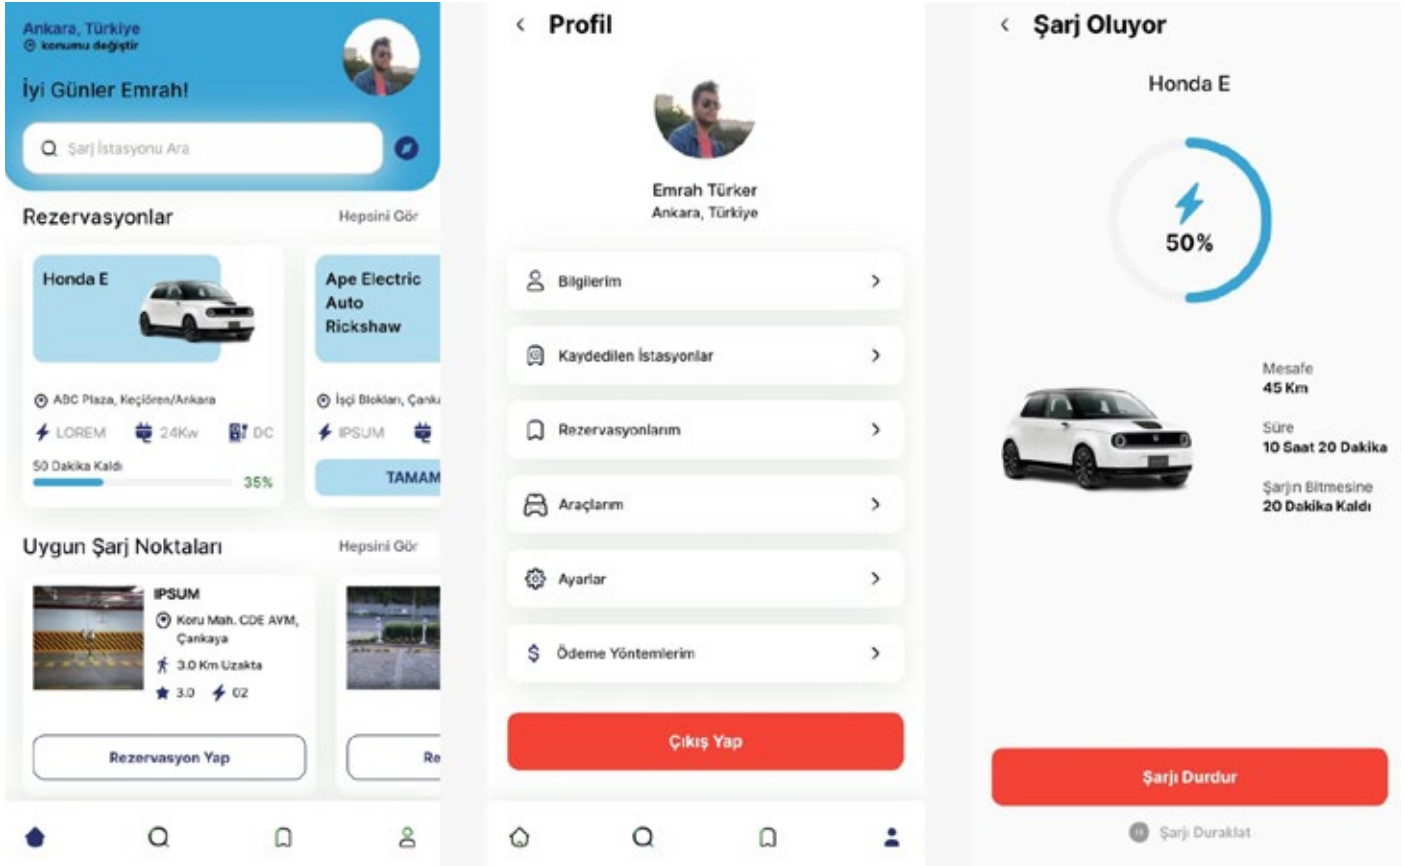 Ankara, Türkiye
konumu değiştir
İyi Günler Emrah!
Şarj İstasyonu Ara
Rezervasyonlar
Hepsini Gör
Honda E
ABC Plaza, Keçiören/Ankara
LOREM
24Kw
DC
50 Dakika Kaldı
35%
Ape Electric
Auto
Rickshaw
İşçi Blokları, Çanka
IPSUM
TAMAM
Uygun Şarj Noktaları
Hepsini Gör
IPSUM
Koru Mah. CDE AVM,
Çankaya
3.0 Km Uzakta
3.0
02
Rezervasyon Yap
Re
Profil
Emrah Türker
Ankara, Türkiye
Bilgilerim
Kaydedilen İstasyonlar
Rezervasyonlarım
Araçlarım
Ayarlar
Ödeme Yöntemlerim
Çıkış Yap
Şarj Oluyor
Honda E
50%
Mesafe
45 Km
Süre
10 Saat 20 Dakika
Şarjın Bitmesine
20 Dakika Kaldı
Şarjı Durdur
Şarjı Duraklat